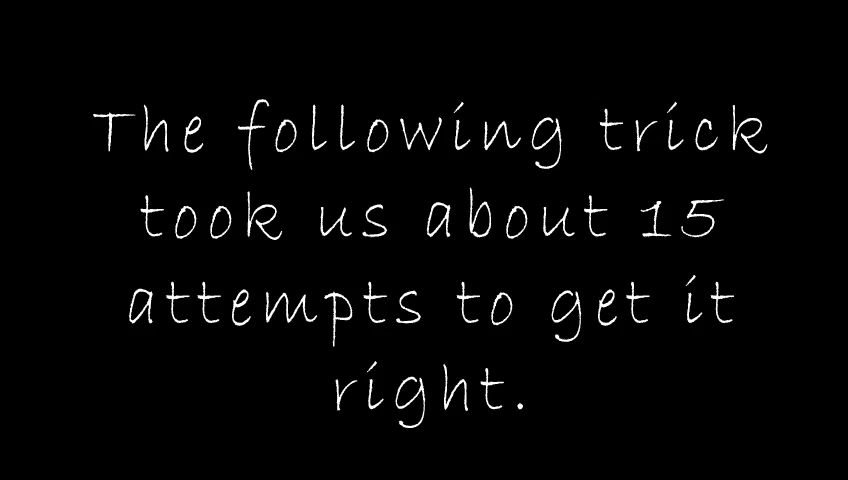 The following trick
took us about 15
attempts to get it
right.